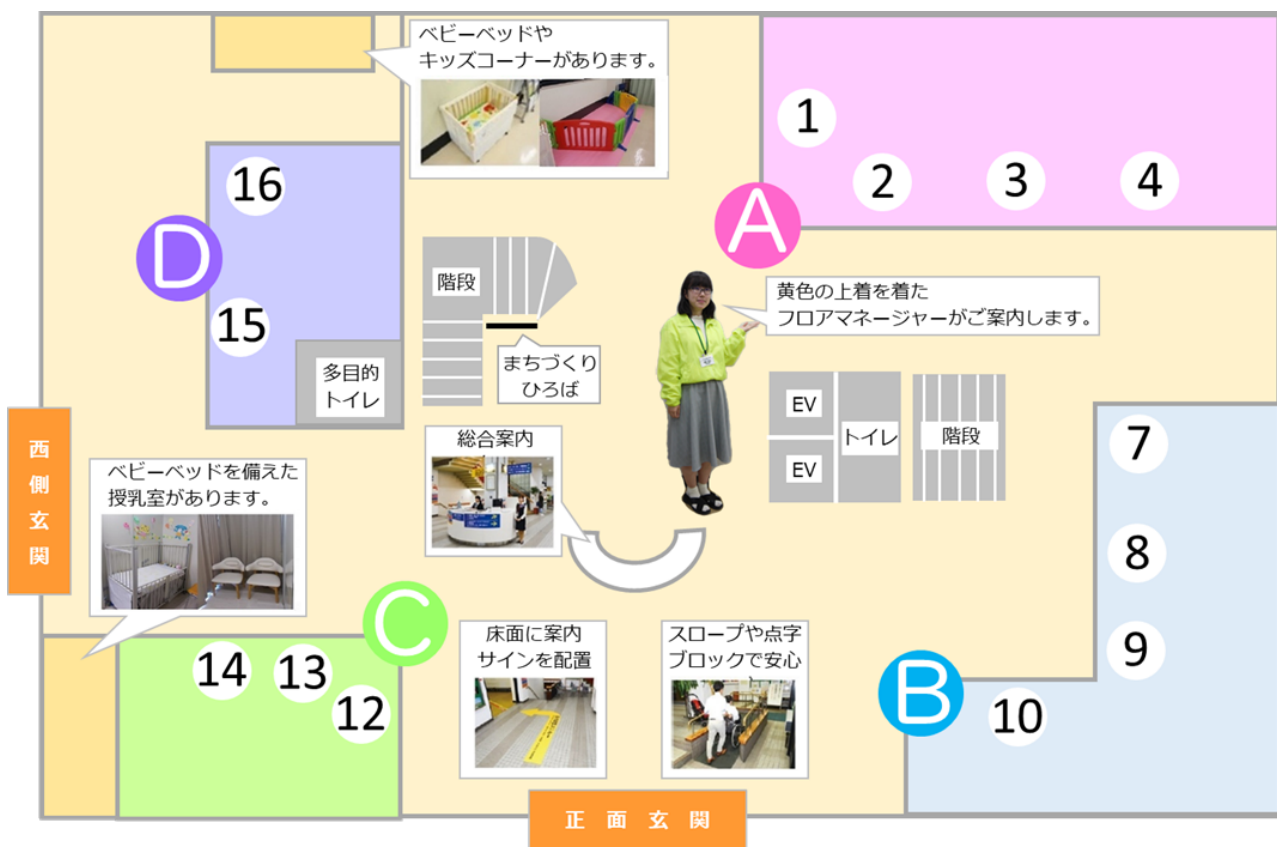 ベビーベッドや
キッズコーナーがあります。
1
2
3
4
A
16
D
15
階段
多目的
トイレ
まちづくり
ひろば
黄色の上着を着た
フロアマネージャーがご案内します。
EV
EV
トイレ
階段
7
8
9
10
B
西側玄関
ベビーベッドを備えた
授乳室があります。
総合案内
C
14
13
12
床面に案内
サインを配置
スロープや点字
ブロックで安心
正面玄関